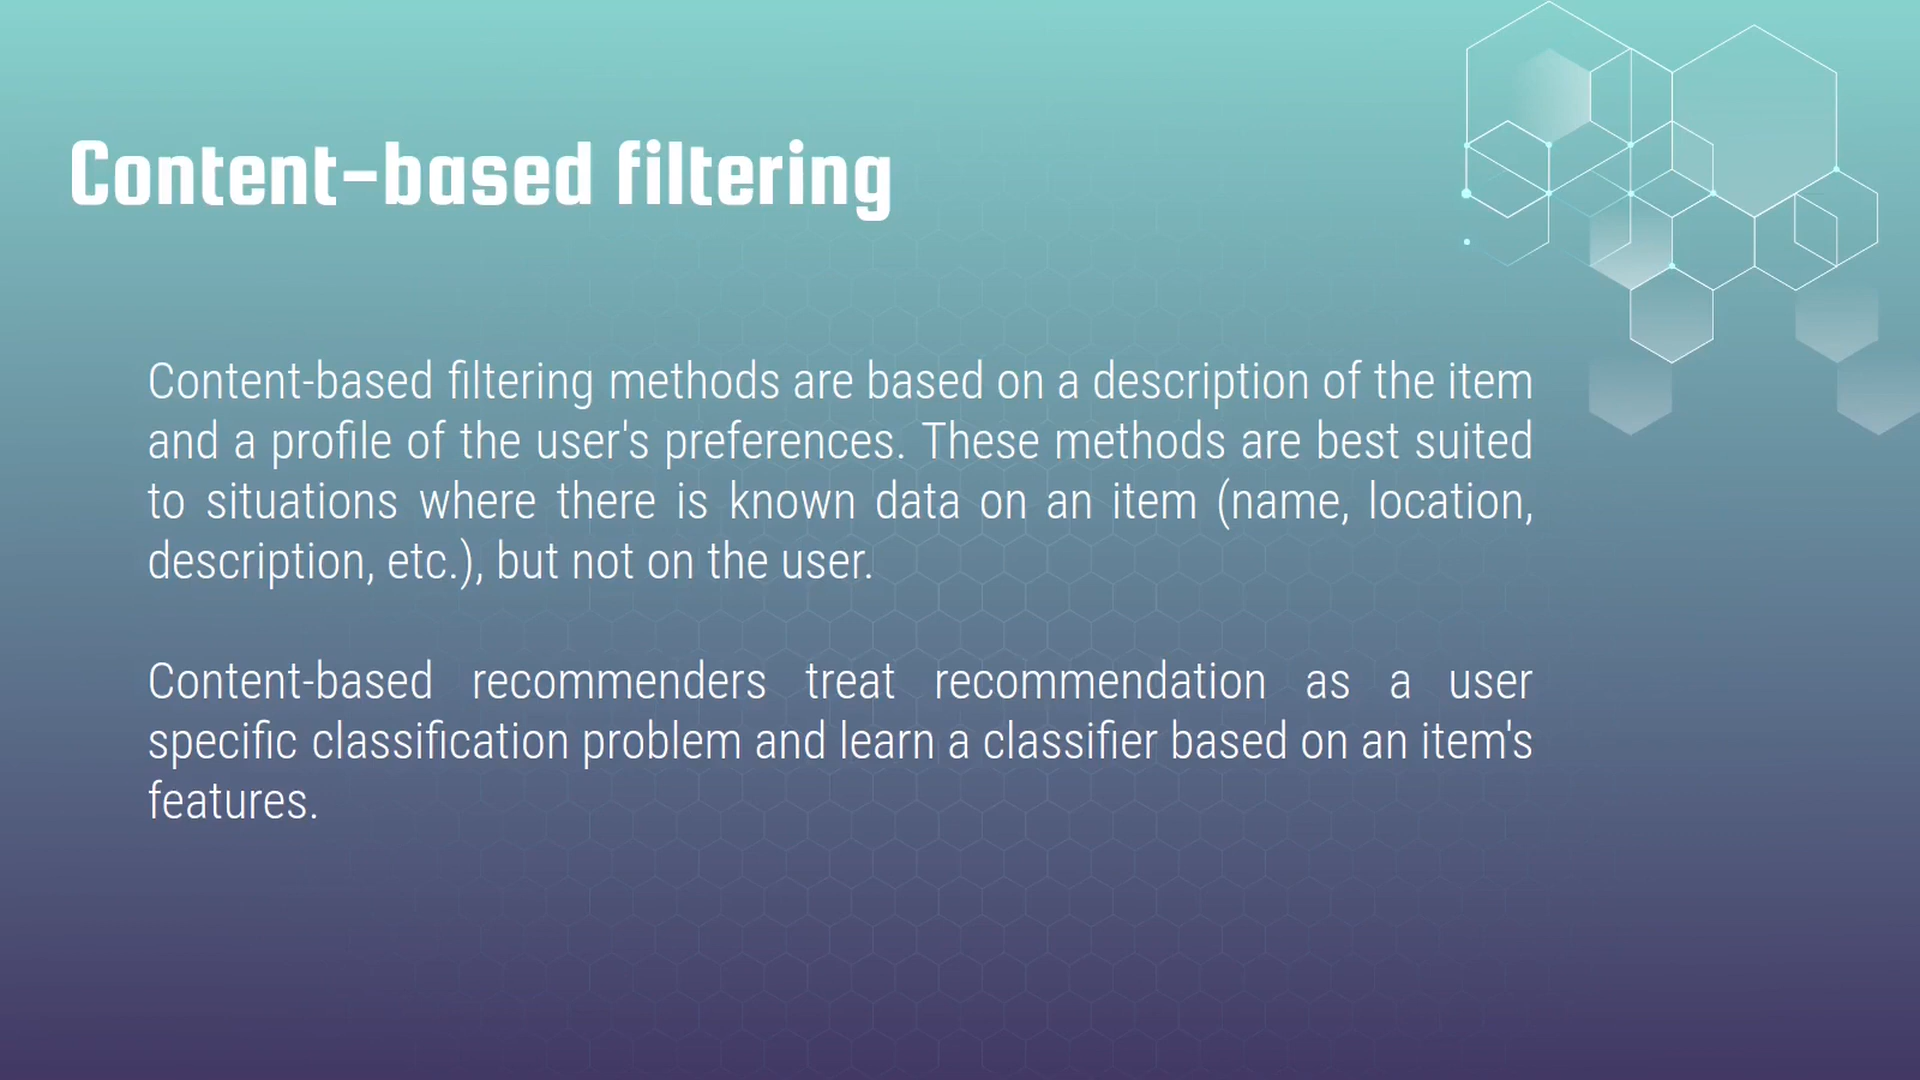 Content-based filtering
Content-based filtering methods are based on a description of the item
and a profile of the user's preferences. These methods are best suited
to situations where there is known data on an item (name, location,
description, etc.), but not on the user.
Content-based recommenders treat recommendation as a user
specific classification problem and learn a classifier based on an item's
features.